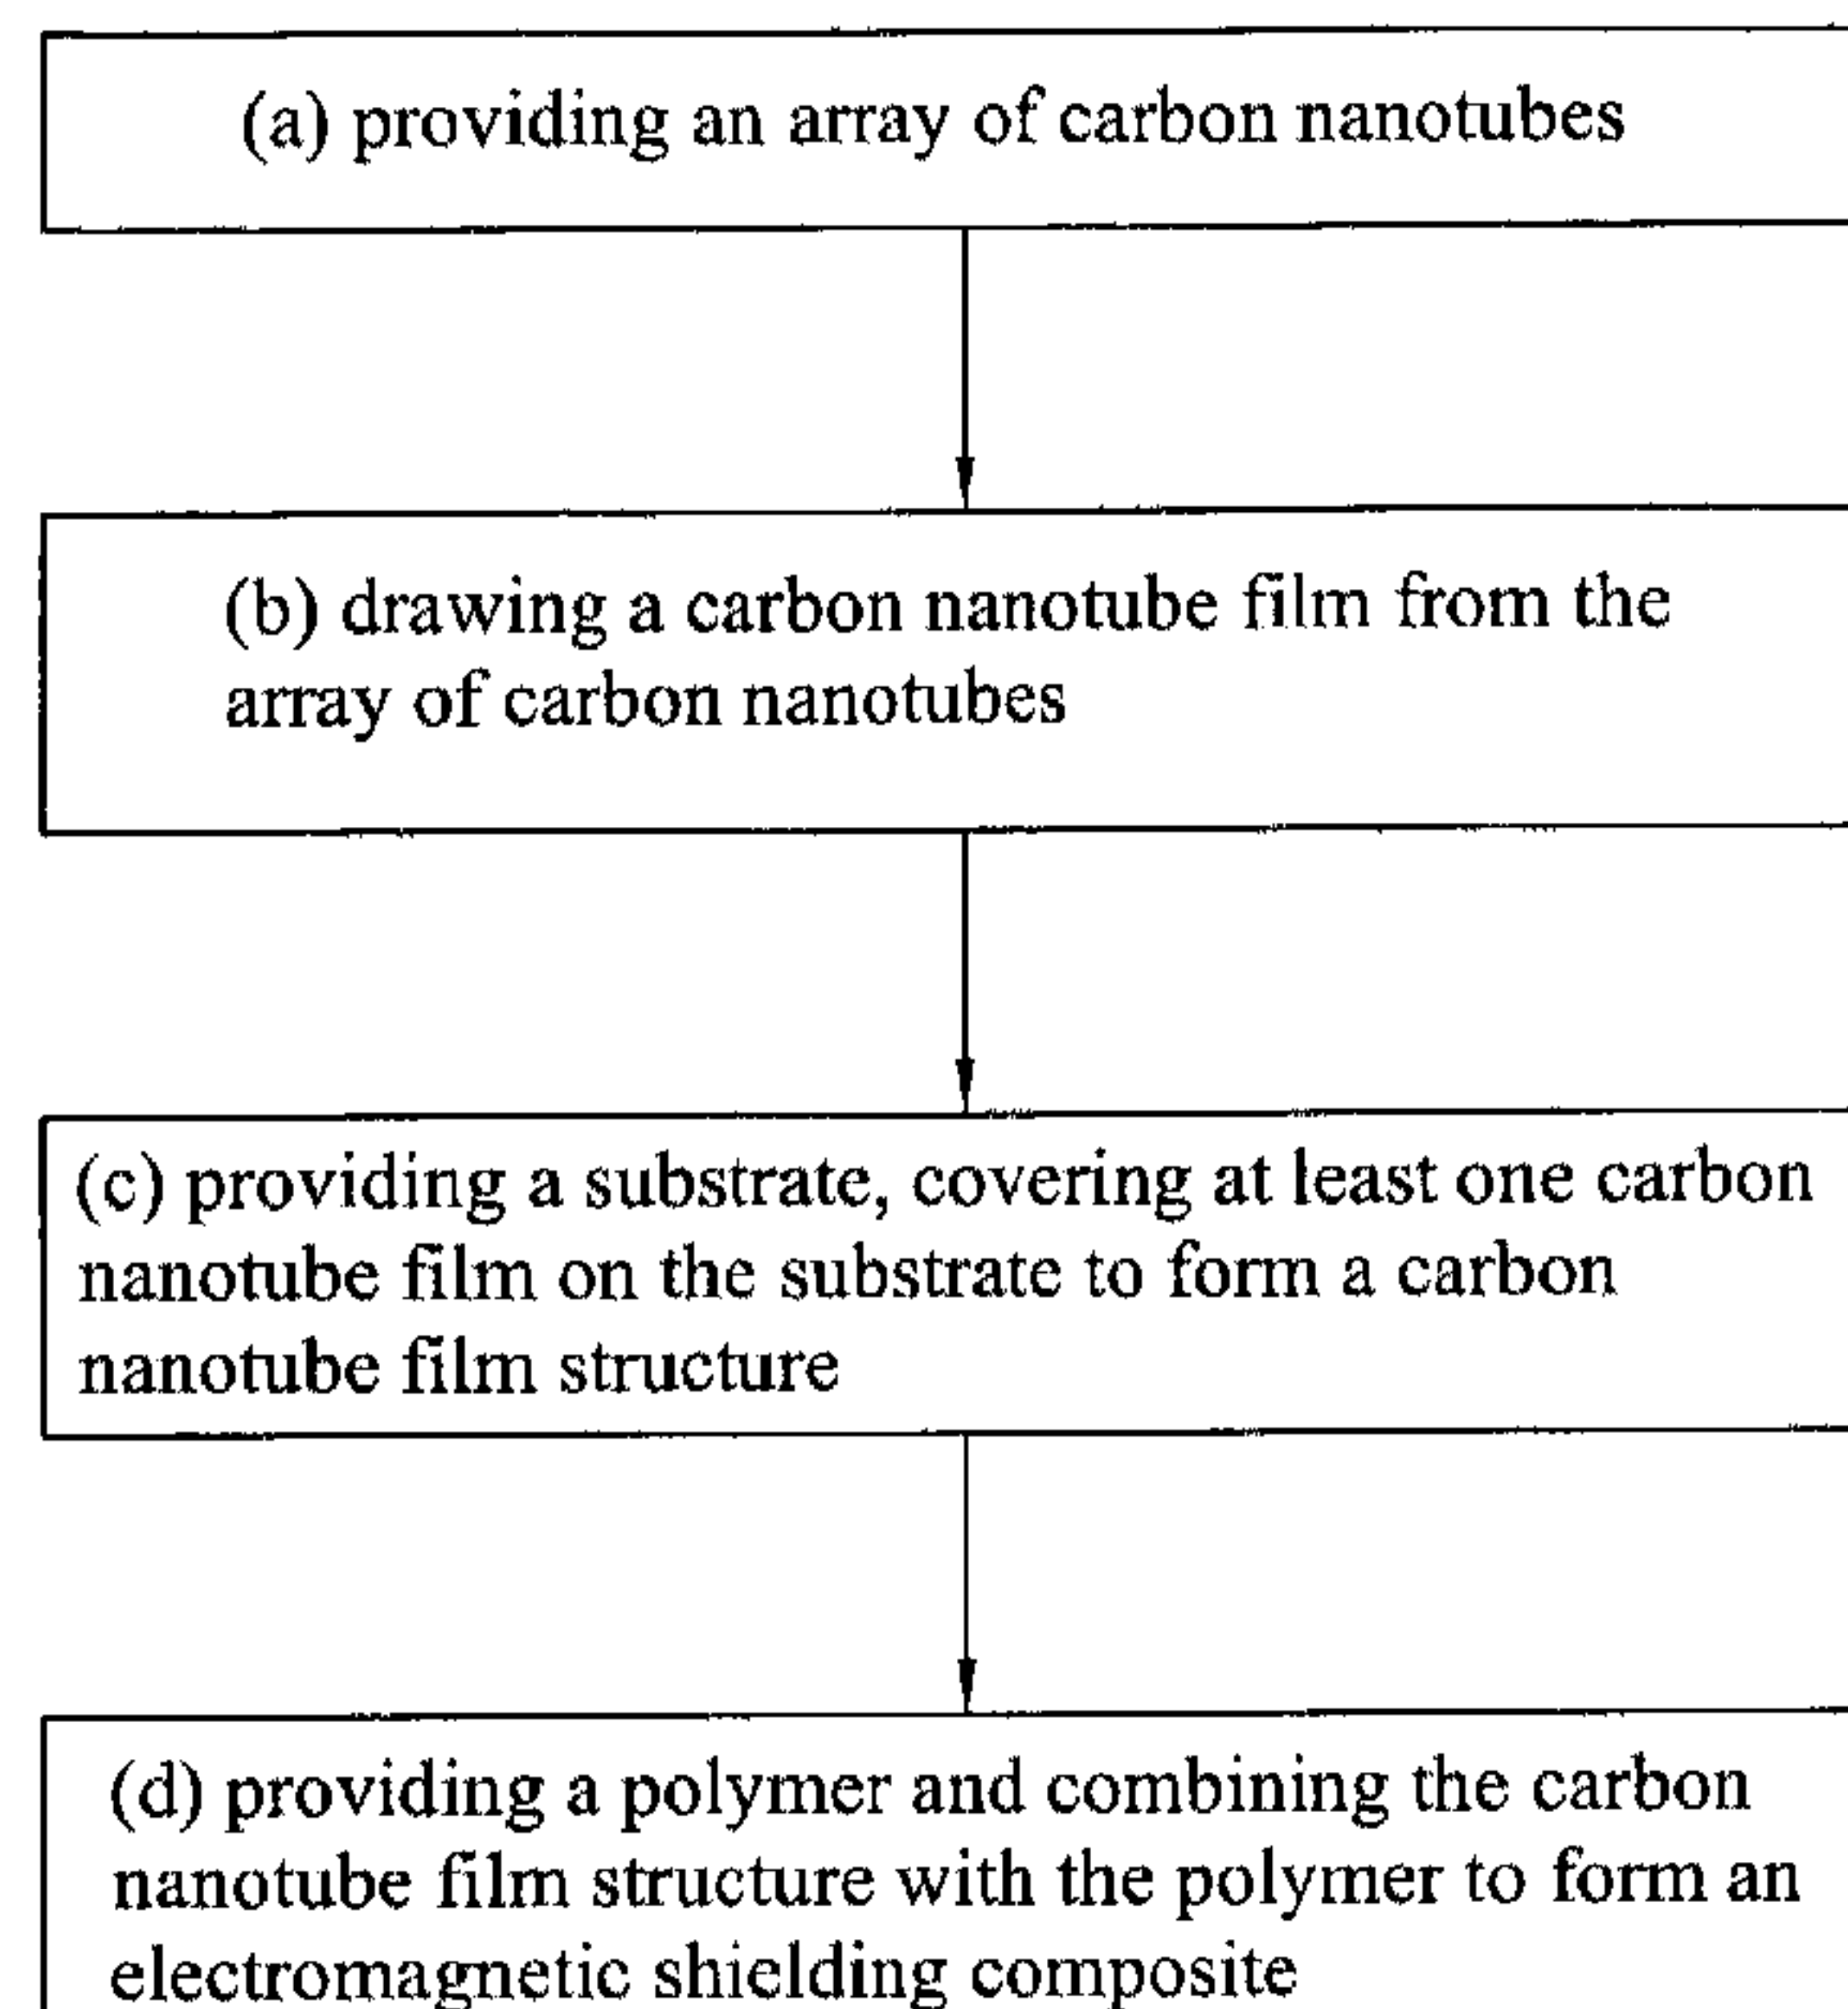 (a) providing an array of carbon nanotubes
(b) drawing a carbon nanotube film from the
array of carbon nanotubes
(c) providing a substrate, covering at least one carbon
nanotube film on the substrate to form a carbon
nanotube film structure
(d) providing a polymer and combining the carbon
nanotube film structure with the polymer to form an
electromagnetic shielding composite